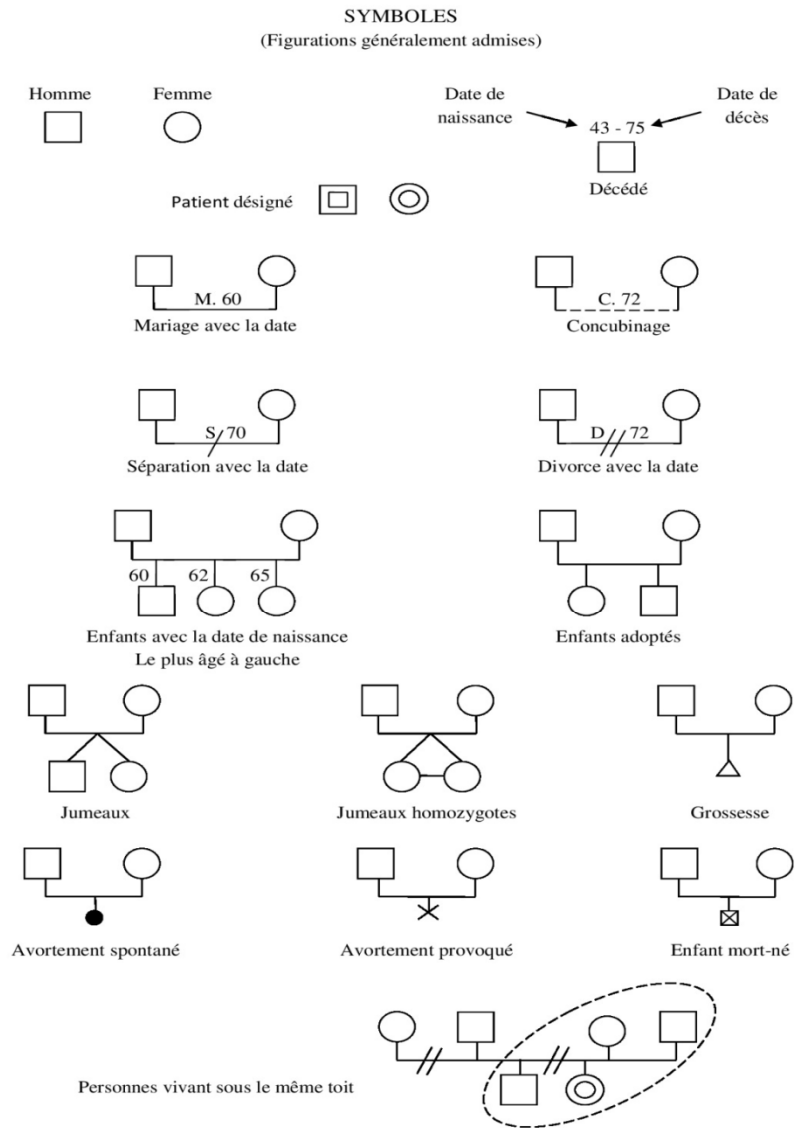 SYMBOLES
(Figurations généralement admises)
Homme
Femme
Date de
naissance
Date de
décès
43 - 75
Décédé
Patient désigné
M. 60
Mariage avec la date
C. 72
Concubinage
S 70
Séparation avec la date
D 72
Divorce avec la date
60 62 65
Enfants avec la date de naissance
Le plus âgé à gauche
Enfants adoptés
Jumeaux
Jumeaux homozygotes
Grossesse
Avortement spontané
Avortement provoqué
Enfant mort-né
Personnes vivant sous le même toit